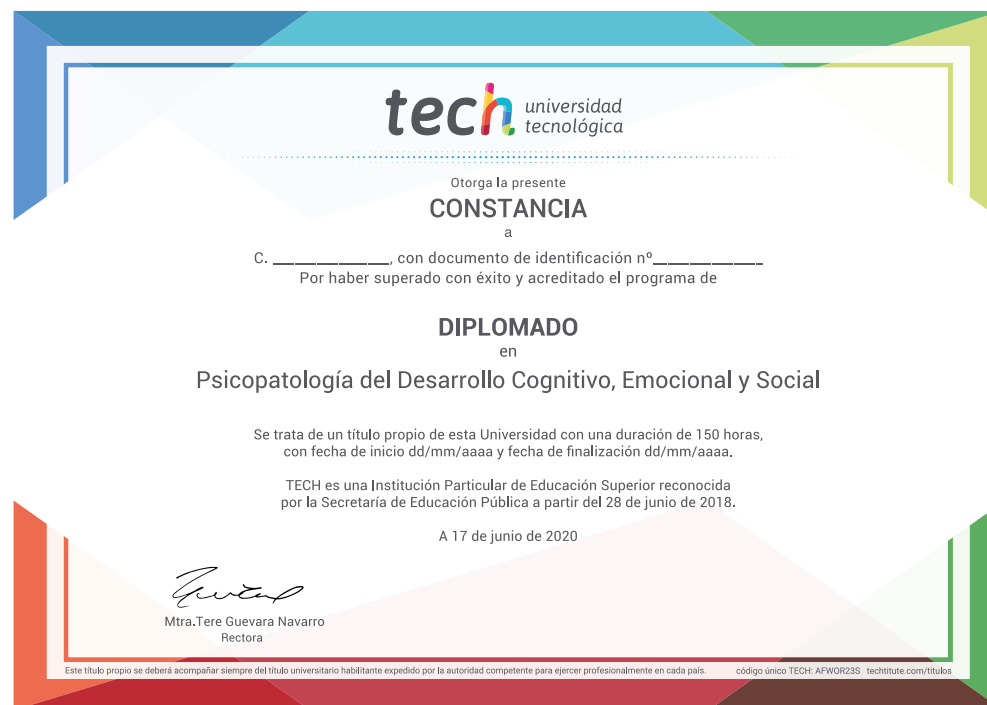 tech universidad
tecnológica
Otorga la presente
CONSTANCIA
a
C. ______________, con documento de identificación nº_____________
Por haber superado con éxito y acreditado el programa de
DIPLOMADO
en
Psicopatología del Desarrollo Cognitivo, Emocional y Social
Se trata de un título propio de esta Universidad con una duración de 150 horas,
con fecha de inicio dd/mm/aaaa y fecha de finalización dd/mm/aaaa.
TECH es una Institución Particular de Educación Superior reconocida
por la Secretaría de Educación Pública a partir del 28 de junio de 2018.
A 17 de junio de 2020
Mtra.Tere Guevara Navarro
Rectora
Este título propio se deberá acompañar siempre del título universitario habilitante expedido por la autoridad competente para ejercer profesionalmente en cada país. código único TECH: AFWOR23S techtitute.com/titulos